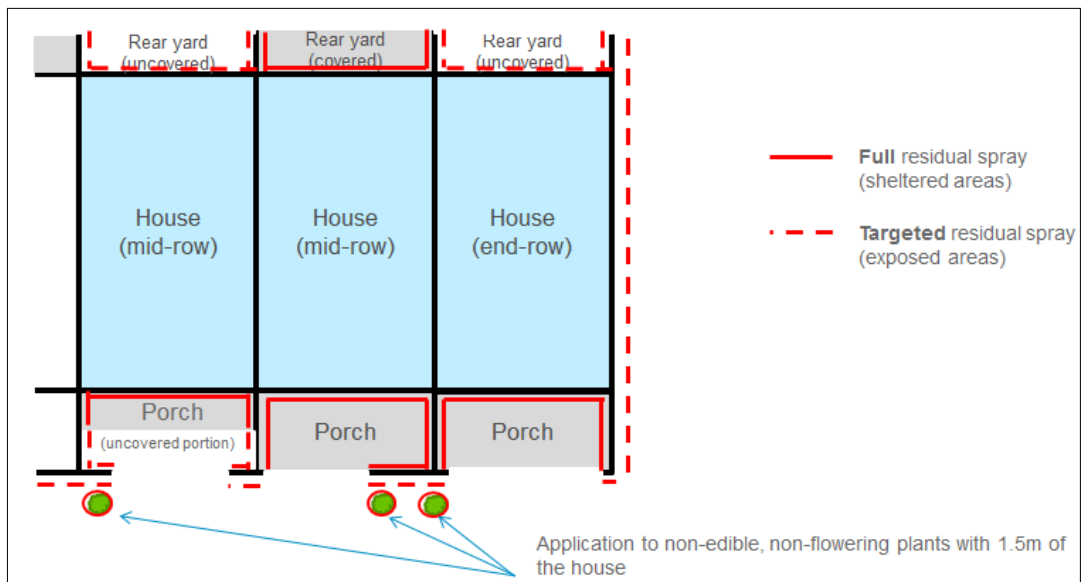 Rear yard
(uncovered)
Rear yard
(covered)
Rear yard
(uncovered)
House
(mid-row)
House
(mid-row)
House
(end-row)
Full residual spray
(sheltered areas)
Targeted residual spray
(exposed areas)
Porch
(uncovered portion)
Porch
Porch
Application to non-edible, non-flowering plants with 1.5m of
the house